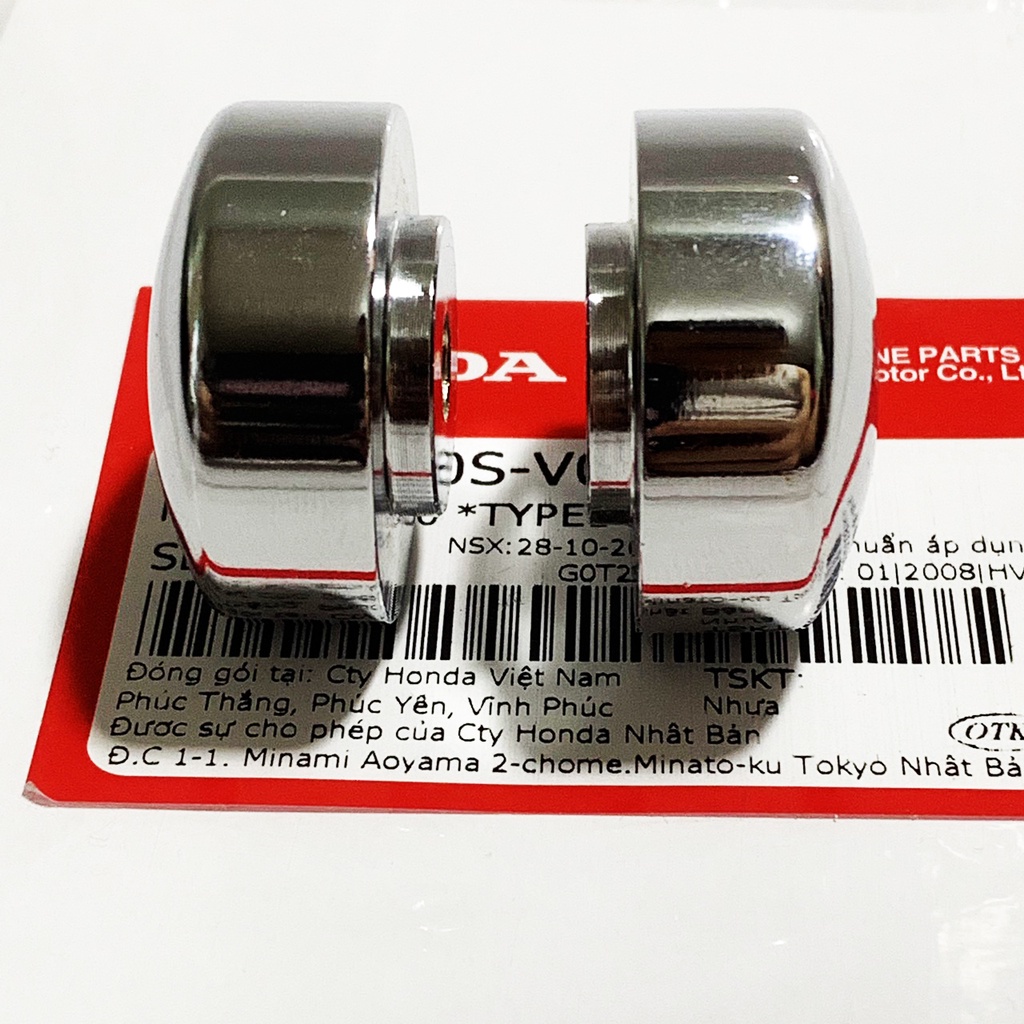 DA
NE PARTS
otor Co., Lt
0S-V
*TYPE
NSX: 28-10-20 huẩn áp dụn
G0T2 01|2008|HV
Đóng gói tại: Cty Honda Việt Nam TSKT:
Phúc Thắng, Phúc Yên, Vĩnh Phúc Nhựa
Được sự cho phép của Cty Honda Nhật Bản
Đ.C 1-1. Minami Aoyama 2-chome.Minato-ku Tokyo Nhật Bả
OTK